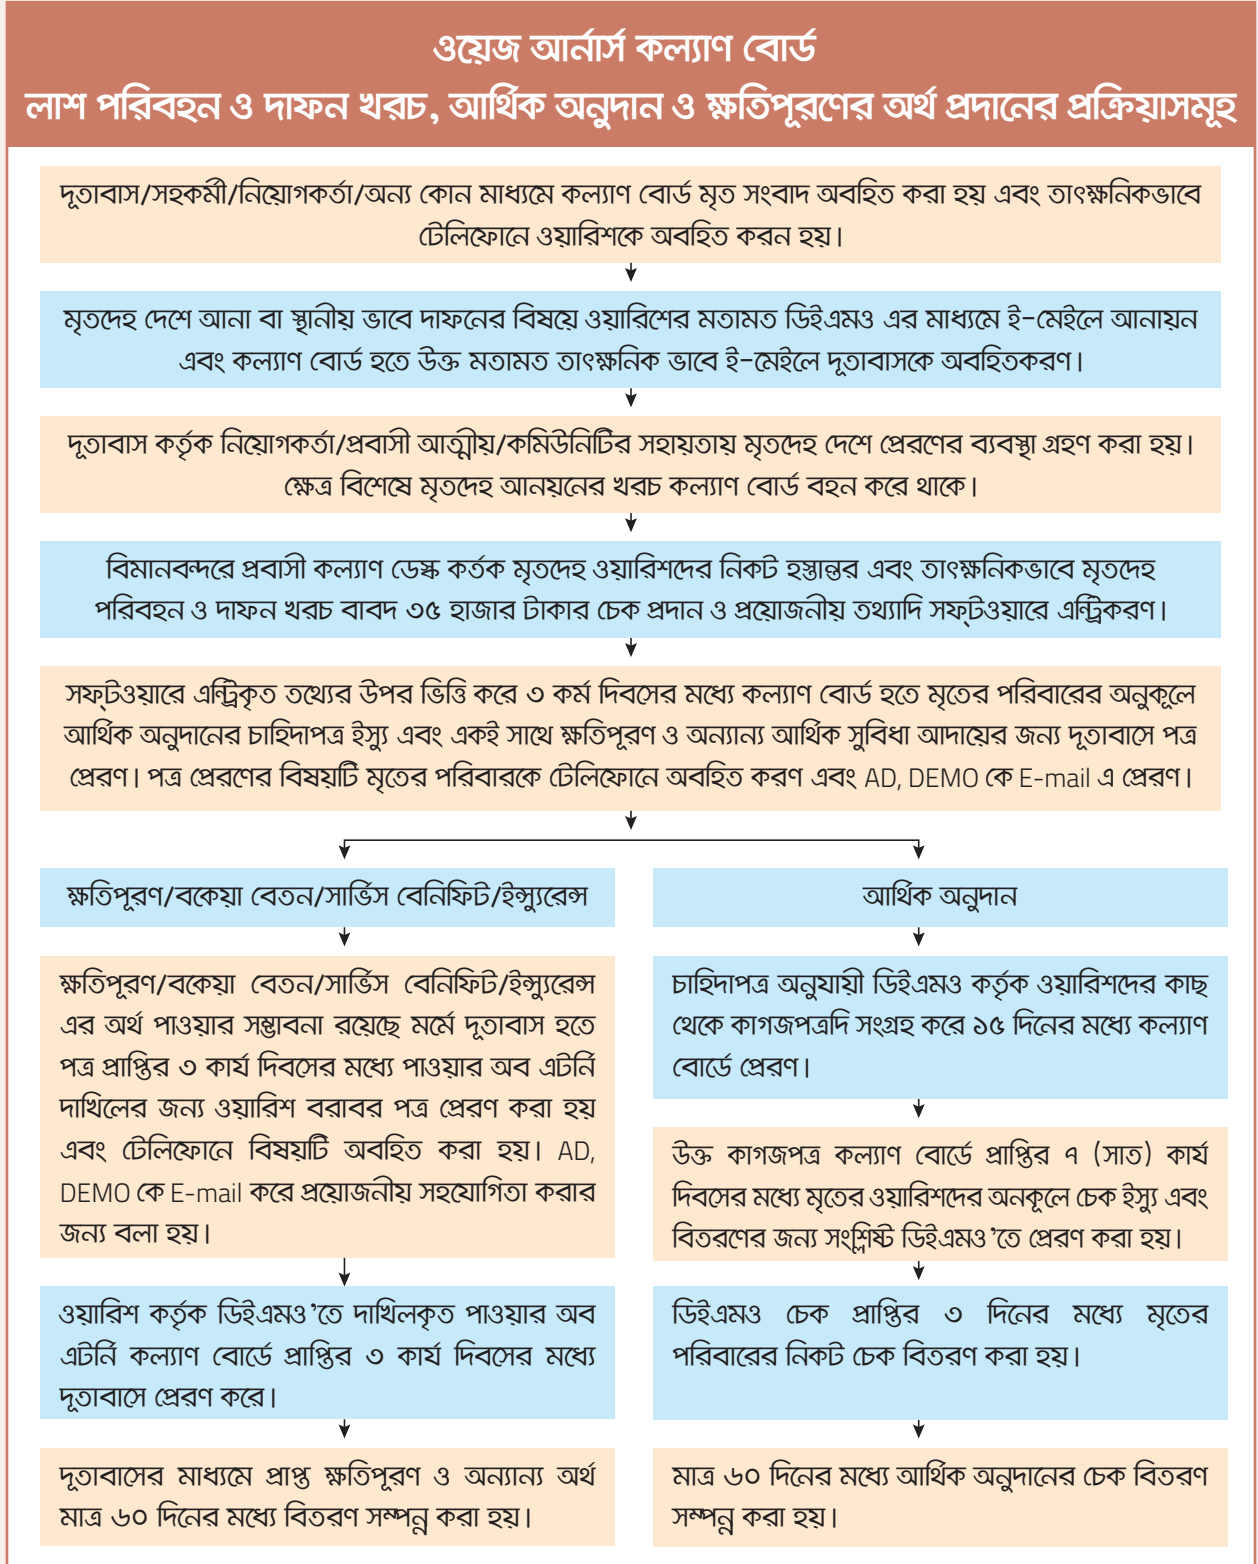 ওয়েজ আর্নার্স কল্যাণ বোর্ড
লাশ পরিবহন ও দাফন খরচ, আর্থিক অনুদান ও ক্ষতিপূরণের অর্থ প্রদানের প্রক্রিয়াসমূহ
দূতাবাস/সহকর্মী/নিয়োগকর্তা/অন্য কোন মাধ্যমে কল্যাণ বোর্ড মৃত সংবাদ অবহিত করা হয় এবং তাৎক্ষনিকভাবে
টেলিফোনে ওয়ারিশকে অবহিত করন হয়।
মৃতদেহ দেশে আনা বা স্থানীয় ভাবে দাফনের বিষয়ে ওয়ারিশের মতামত ডিইএমও এর মাধ্যমে ই-মেইলে আনায়ন
এবং কল্যাণ বোর্ড হতে উক্ত মতামত তাৎক্ষনিক ভাবে ই-মেইলে দূতাবাসকে অবহিতকরণ।
দূতাবাস কর্তৃক নিয়োগকর্তা/প্রবাসী আত্মীয়/কমিউনিটির সহায়তায় মৃতদেহ দেশে প্রেরণের ব্যবস্থা গ্রহণ করা হয়।
ক্ষেত্র বিশেষে মৃতদেহ আনয়নের খরচ কল্যাণ বোর্ড বহন করে থাকে।
বিমানবন্দরে প্রবাসী কল্যাণ ডেস্ক কর্তক মৃতদেহ ওয়ারিশদের নিকট হস্তান্তর এবং তাৎক্ষনিকভাবে মৃতদেহ
পরিবহন ও দাফন খরচ বাবদ ৩৫ হাজার টাকার চেক প্রদান ও প্রয়োজনীয় তথ্যাদি সফ্‌টওয়ারে এন্ট্রিকরণ।
সফ্‌টওয়ারে এন্ট্রিকৃত তথ্যের উপর ভিত্তি করে ৩ কর্ম দিবসের মধ্যে কল্যাণ বোর্ড হতে মৃতের পরিবারের অনুকূলে
আর্থিক অনুদানের চাহিদাপত্র ইস্যু এবং একই সাথে ক্ষতিপূরণ ও অন্যান্য আর্থিক সুবিধা আদায়ের জন্য দূতাবাসে পত্র
প্রেরণ। পত্র প্রেরণের বিষয়টি মৃতের পরিবারকে টেলিফোনে অবহিত করণ এবং AD, DEMO কে E-mail এ প্রেরণ।
ক্ষতিপূরণ/বকেয়া বেতন/সার্ভিস বেনিফিট/ইন্স্যুরেন্স
ক্ষতিপূরণ/বকেয়া বেতন/সার্ভিস বেনিফিট/ইন্স্যুরেন্স
এর অর্থ পাওয়ার সম্ভাবনা রয়েছে মর্মে দূতাবাস হতে
পত্র প্রাপ্তির ৩ কার্য দিবসের মধ্যে পাওয়ার অব এটর্নি
দাখিলের জন্য ওয়ারিশ বরাবর পত্র প্রেরণ করা হয়
এবং টেলিফোনে বিষয়টি অবহিত করা হয়। AD,
DEMO কে E-mail করে প্রয়োজনীয় সহযোগিতা করার
জন্য বলা হয়।
ওয়ারিশ কর্তৃক ডিইএমও'তে দাখিলকৃত পাওয়ার অব
এটর্নি কল্যাণ বোর্ডে প্রাপ্তির ৩ কার্য দিবসের মধ্যে
দূতাবাসে প্রেরণ করে।
দূতাবাসের মাধ্যমে প্রাপ্ত ক্ষতিপূরণ ও অন্যান্য অর্থ
মাত্র ৬০ দিনের মধ্যে বিতরণ সম্পন্ন করা হয়।
আর্থিক অনুদান
চাহিদাপত্র অনুযায়ী ডিইএমও কর্তৃক ওয়ারিশদের কাছ
থেকে কাগজপত্রদি সংগ্রহ করে ১৫ দিনের মধ্যে কল্যাণ
বোর্ডে প্রেরণ।
উক্ত কাগজপত্র কল্যাণ বোর্ডে প্রাপ্তির ৭ (সাত) কার্য
দিবসের মধ্যে মৃতের ওয়ারিশদের অনকূলে চেক ইস্যু এবং
বিতরণের জন্য সংশ্লিষ্ট ডিইএমও'তে প্রেরণ করা হয়।
ডিইএমও চেক প্রাপ্তির ৩ দিনের মধ্যে মৃতের
পরিবারের নিকট চেক বিতরণ করা হয়।
মাত্র ৬০ দিনের মধ্যে আর্থিক অনুদানের চেক বিতরণ
সম্পন্ন করা হয়।